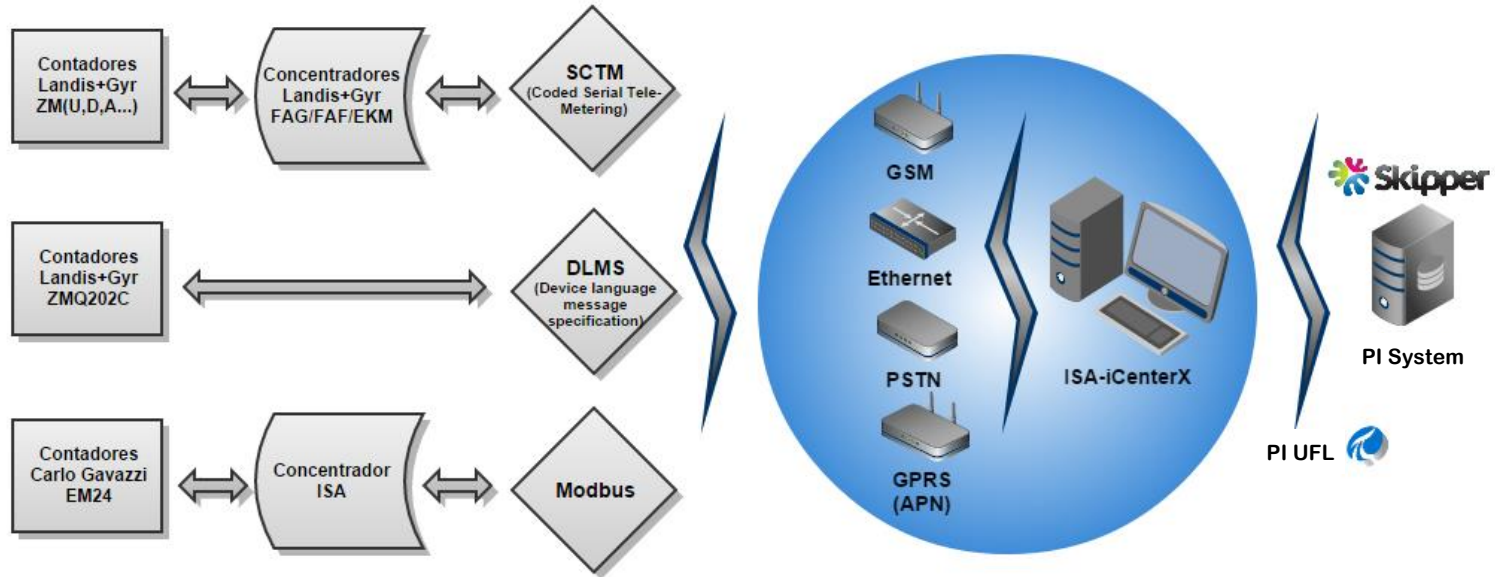 Contadores
Landis+Gyr
ZM(U,D,A...)
Concentradores
Landis+Gyr
FAG/FAF/EKM
SCTM
(Coded Serial Tele-
Metering)
Contadores
Landis+Gyr
ZMQ202C
DLMS
(Device language
message
specification)
Contadores
Carlo Gavazzi
EM24
Concentrador
ISA
Modbus
GSM
Ethernet
PSTN
GPRS
(APN)
ISA-iCenterX
Skipper
PI System
PI UFL